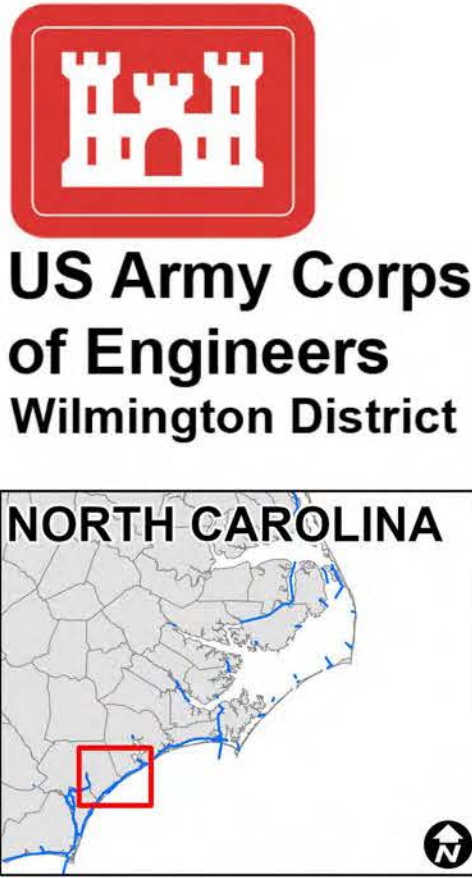 US Army Corps
of Engineers
Wilmington District
NORTH CAROLINA
N